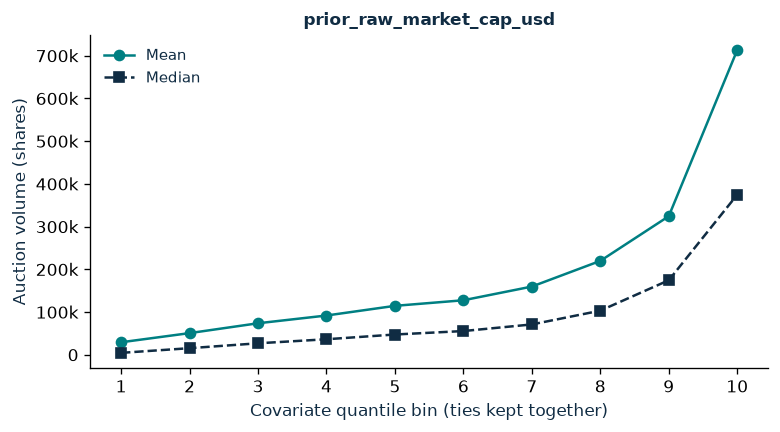 prior_raw_market_cap_usd
Mean
Median
Auction volume (shares)
700k
600k
500k
400k
300k
200k
100k
0
1 2 3 4 5 6 7 8 9 10
Covariate quantile bin (ties kept together)